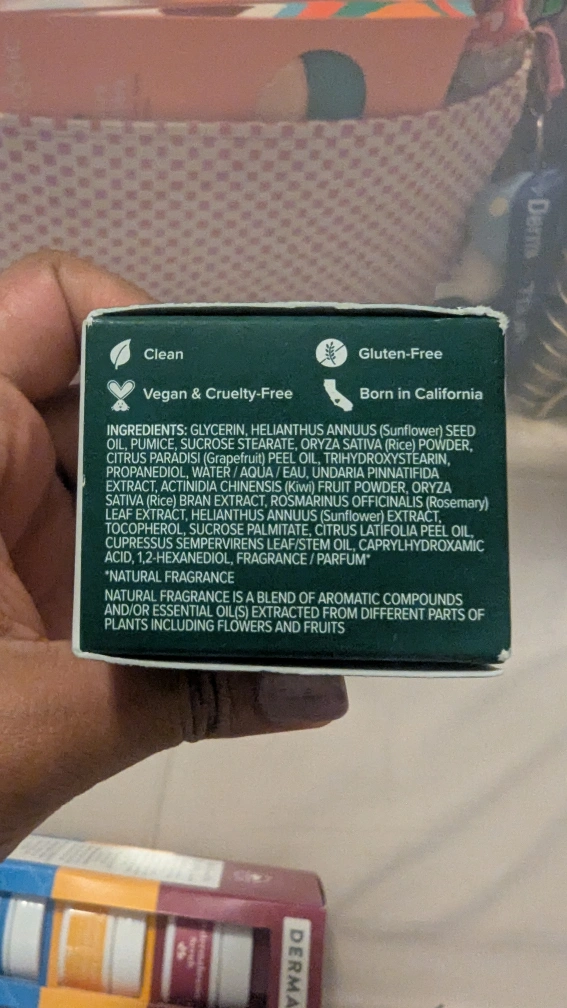 Clean
Gluten-Free
Vegan & Cruelty-Free
Born in California
INGREDIENTS: GLYCERIN, HELIANTHUS ANNUUS (Sunflower) SEED
OIL, PUMICE, SUCROSE STEARATE, ORYZA SATIVA (Rice) POWDER,
CITRUS PARADISI (Grapefruit) PEEL OIL, TRIHYDROXYSTEARIN,
PROPANEDIOL, WATER / AQUA / EAU, UNDARIA PINNATIFIDA
EXTRACT, ACTINIDIA CHINENSIS (Kiwi) FRUIT POWDER, ORYZA
SATIVA (Rice) BRAN EXTRACT, ROSMARINUS OFFICINALIS (Rosemary)
LEAF EXTRACT, HELIANTHUS ANNUUS (Sunflower) EXTRACT,
TOCOPHEROL, SUCROSE PALMITATE, CITRUS LATIFOLIA PEEL OIL,
CUPRESSUS SEMPERVIRENS LEAF/STEM OIL, CAPRYLHYDROXAMIC
ACID, 1,2-HEXANEDIOL, FRAGRANCE / PARFUM*
*NATURAL FRAGRANCE
NATURAL FRAGRANCE IS A BLEND OF AROMATIC COMPOUNDS
AND/OR ESSENTIAL OIL(S) EXTRACTED FROM DIFFERENT PARTS OF
PLANTS INCLUDING FLOWERS AND FRUITS
Derma
DERMA